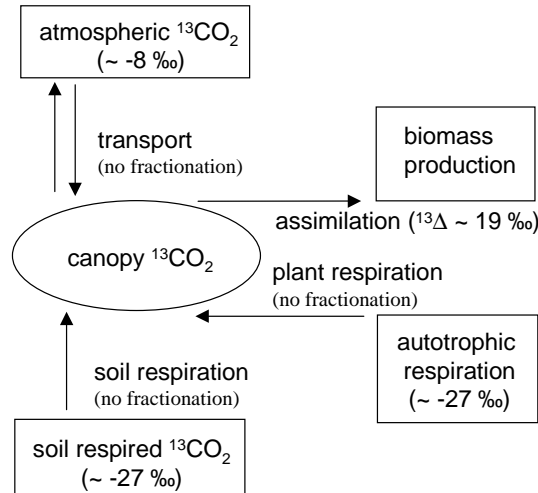 atmospheric ¹³CO₂
(~ -8 ‰)
transport
(no fractionation)
biomass
production
assimilation (¹³Δ ~ 19 ‰)
canopy ¹³CO₂
plant respiration
(no fractionation)
soil respiration
(no fractionation)
autotrophic
respiration
(~ -27 ‰)
soil respired ¹³CO₂
(~ -27 ‰)